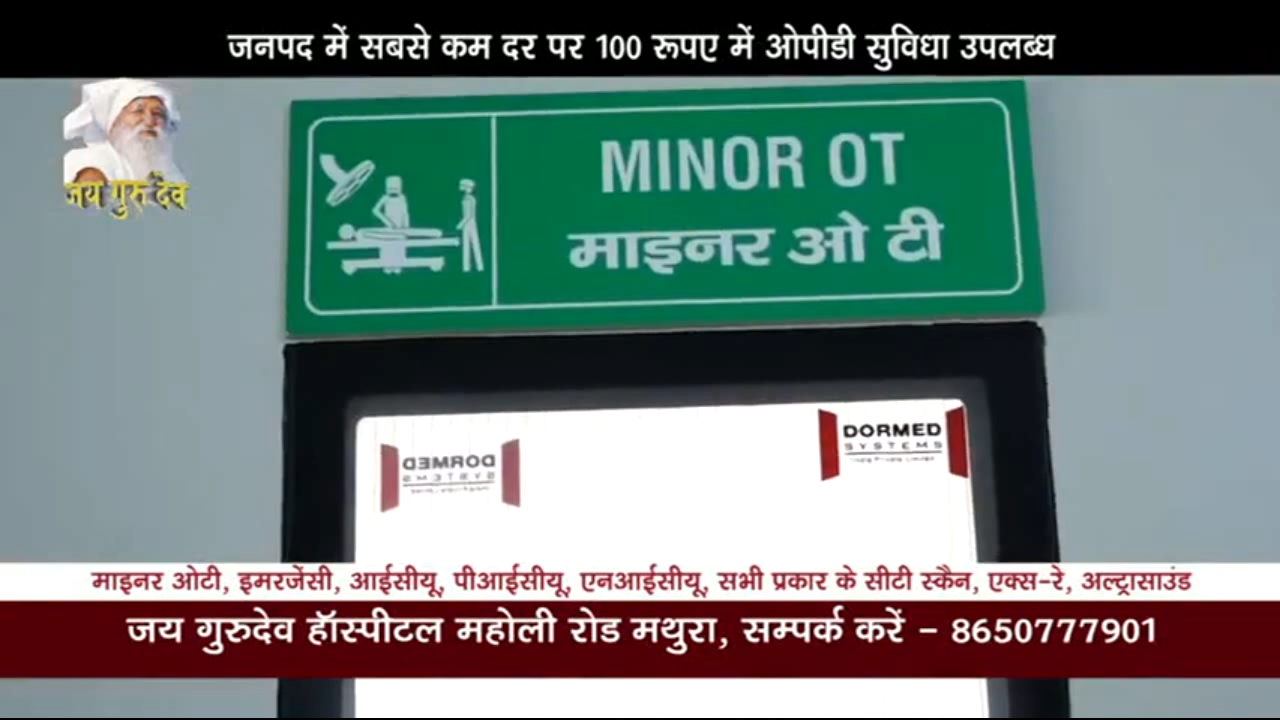 जनपद में सबसे कम दर पर 100 रूपए में ओपीडी सुविधा उपलब्ध
जय गुरु देव
MINOR OT
माइनर ओ टी
DORMED
SYSTEMS
DORMED
SYSTEMS
माइनर ओटी, इमरजेंसी, आईसीयू, पीआईसीयू, एनआईसीयू, सभी प्रकार के सीटी स्कैन, एक्स-रे, अल्ट्रासाउंड
जय गुरुदेव हॉस्पीटल महोली रोड मथुरा, सम्पर्क करें – 8650777901